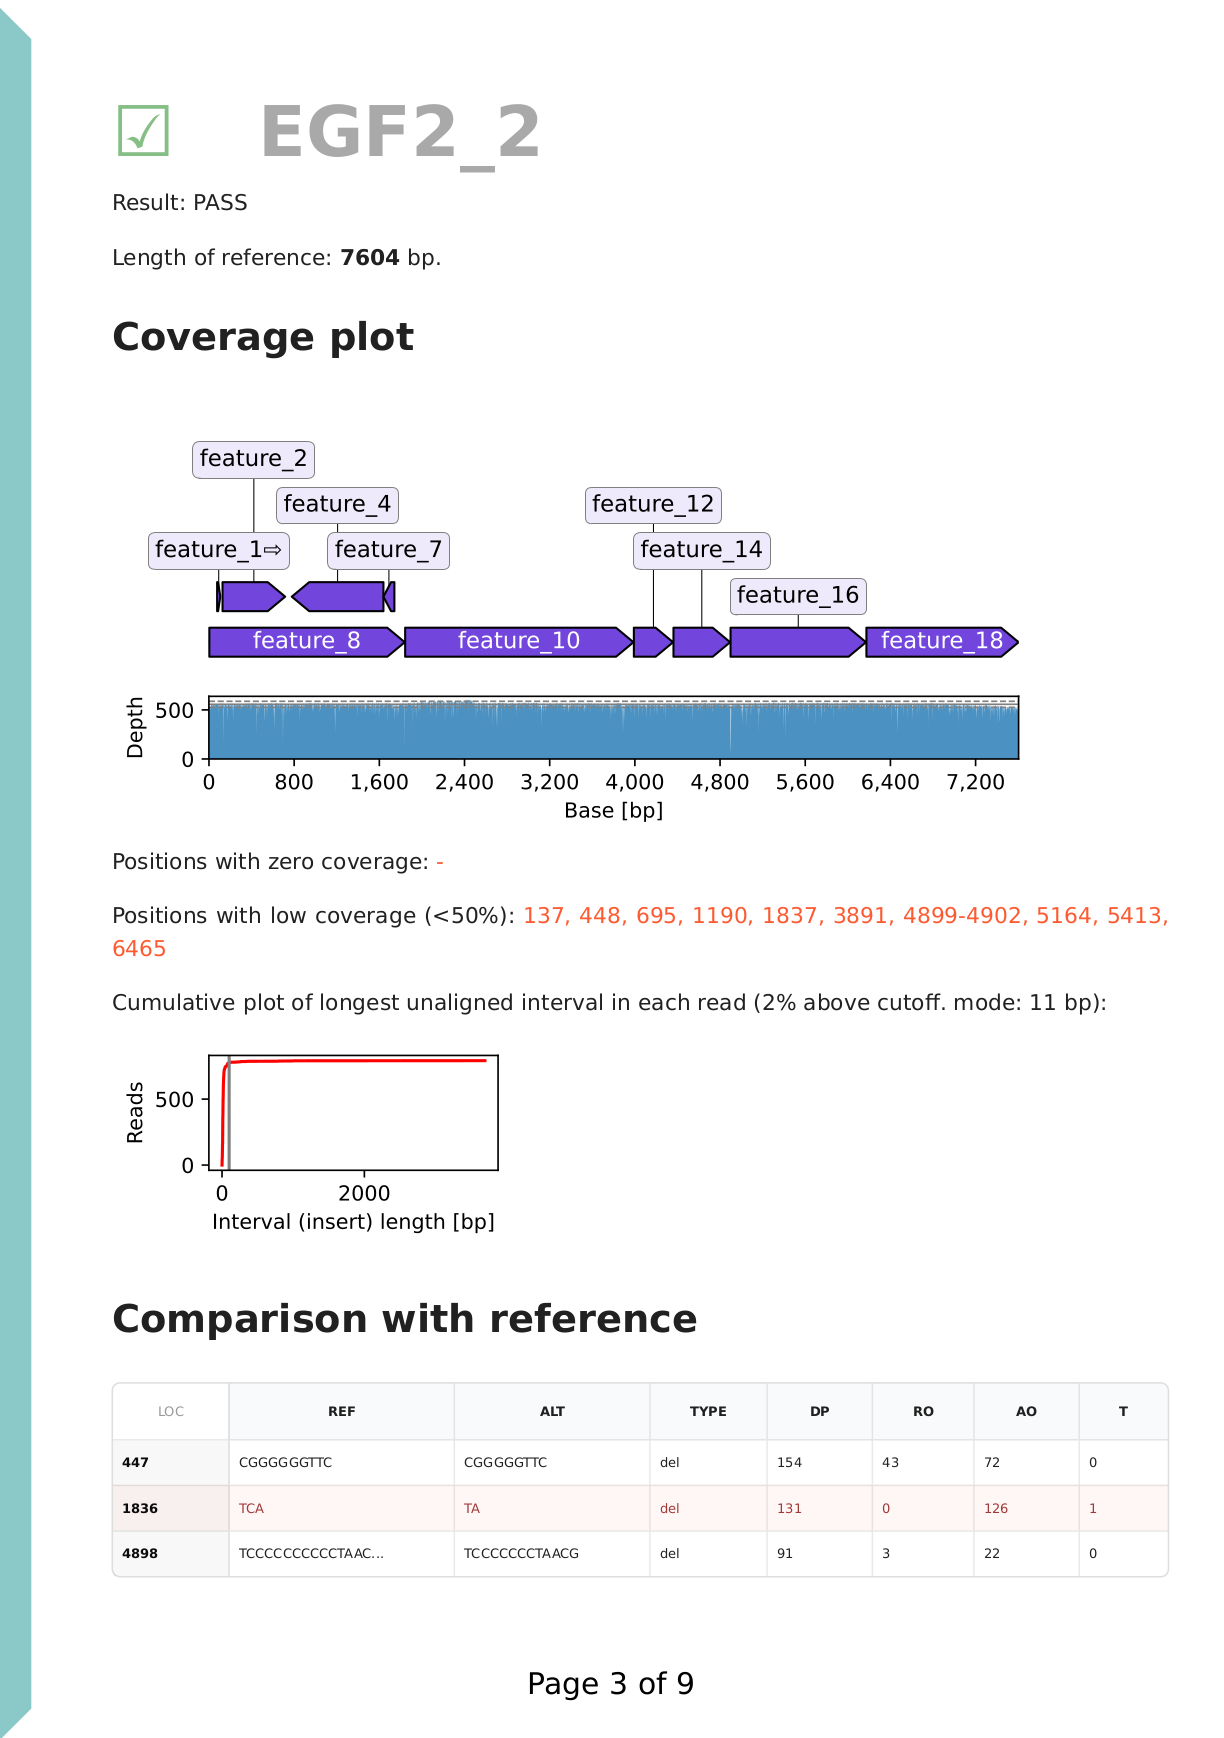 ☑ EGF2_2
Result: PASS
Length of reference: 7604 bp.
Coverage plot
feature_2
feature_4
feature_12
feature_1⇨
feature_7
feature_14
feature_16
feature_8
feature_10
feature_18
Depth
500
0
0 800 1,600 2,400 3,200 4,000 4,800 5,600 6,400 7,200
Base [bp]
Positions with zero coverage: -
Positions with low coverage (<50%): 137, 448, 695, 1190, 1837, 3891, 4899-4902, 5164, 5413,
6465
Cumulative plot of longest unaligned interval in each read (2% above cutoff. mode: 11 bp):
Reads
500
0
0 2000
Interval (insert) length [bp]
Comparison with reference
LOC REF ALT TYPE DP RO AO T
447 CGGGGGGTTC CGGGGGTTC del 154 43 72 0
1836 TCA TA del 131 0 126 1
4898 TCCCCCCCCCCTAAC... TCCCCCCCTAACG del 91 3 22 0
Page 3 of 9